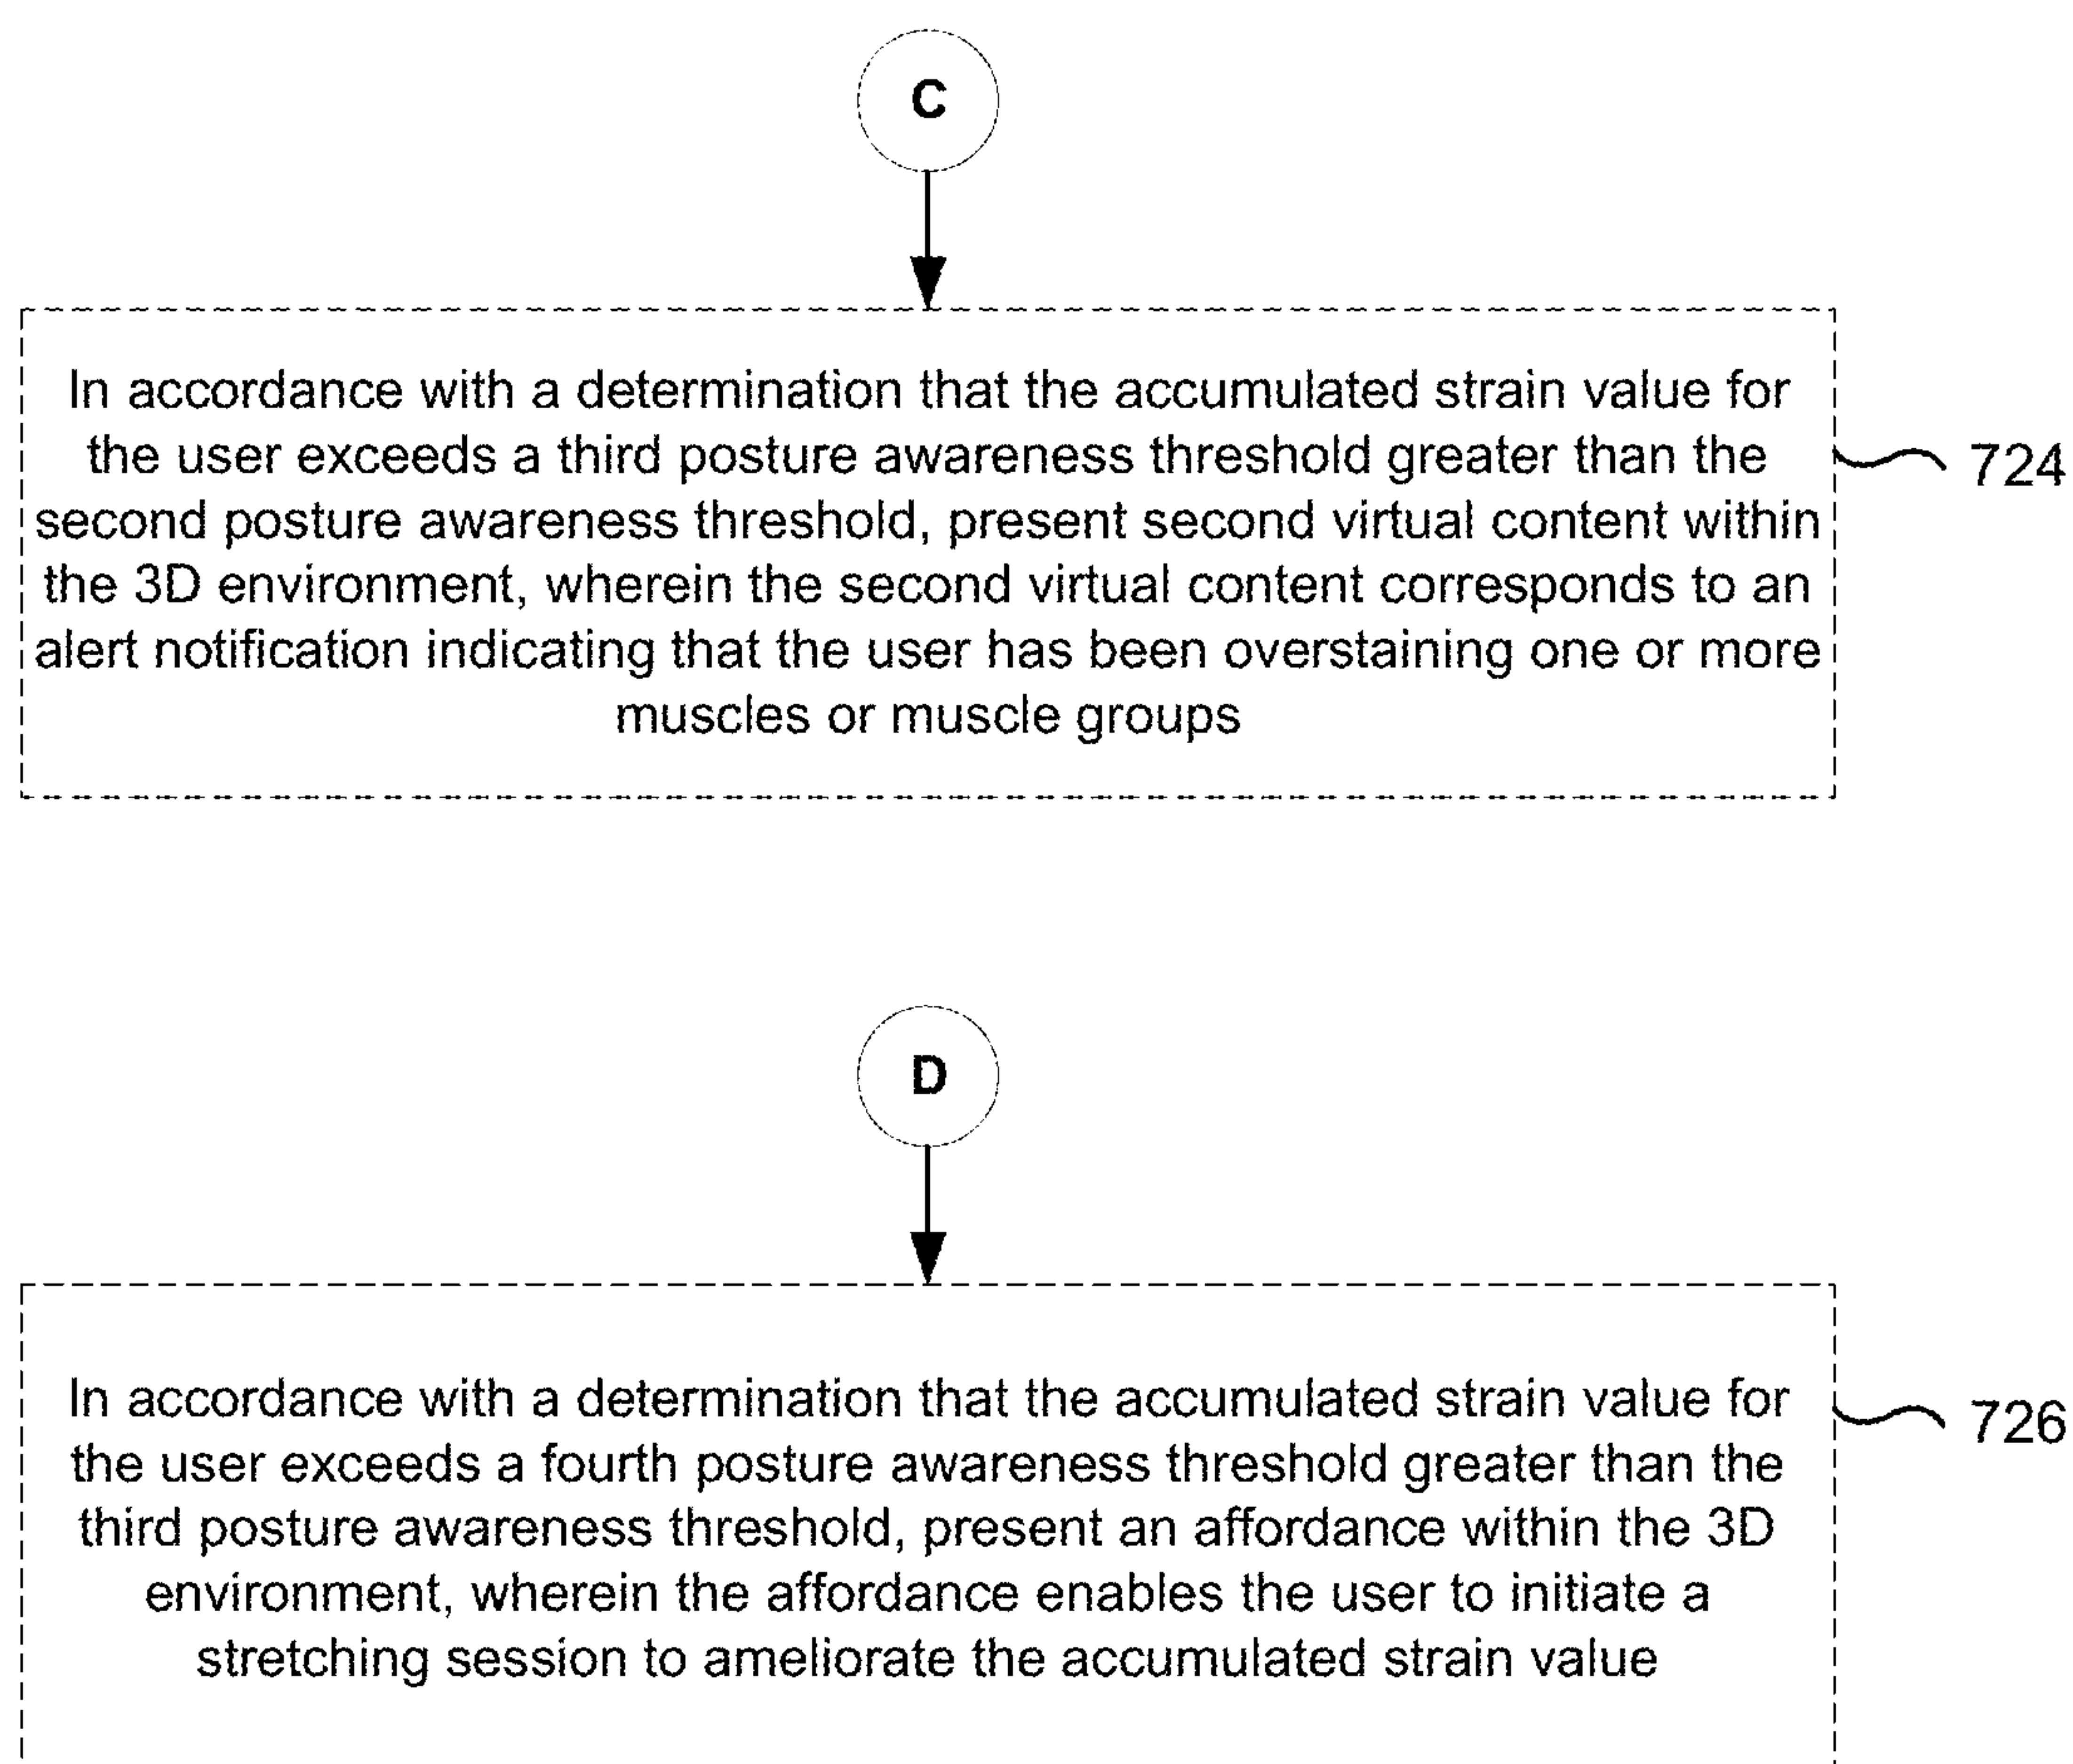 C
In accordance with a determination that the accumulated strain value for
the user exceeds a third posture awareness threshold greater than the
second posture awareness threshold, present second virtual content within
the 3D environment, wherein the second virtual content corresponds to an
alert notification indicating that the user has been overstaining one or more
muscles or muscle groups
724
D
In accordance with a determination that the accumulated strain value for
the user exceeds a fourth posture awareness threshold greater than the
third posture awareness threshold, present an affordance within the 3D
environment, wherein the affordance enables the user to initiate a
stretching session to ameliorate the accumulated strain value
726